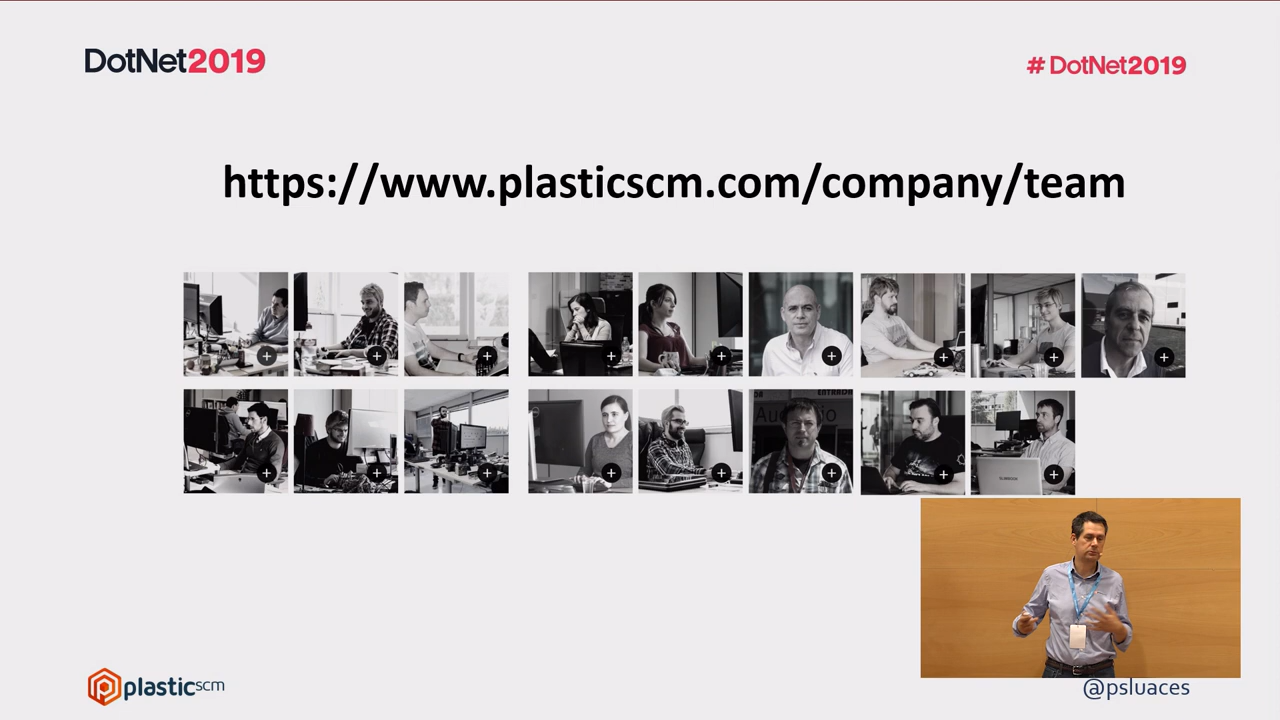 DotNet2019
# DotNet2019
https://www.plasticscm.com/company/team
plasticscm
@psluaces